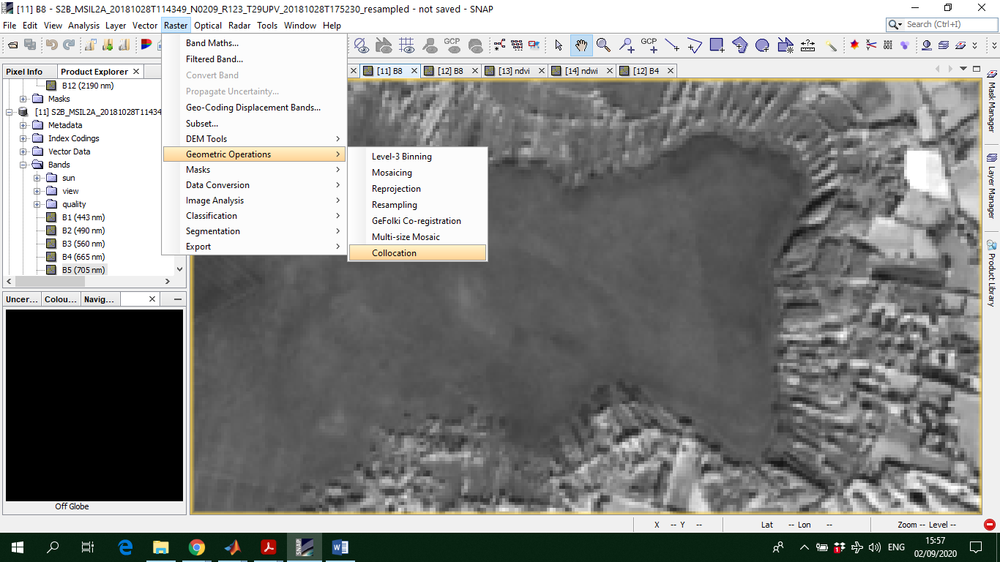 [11] B8 - S2B_MSIL2A_20181028T114349_N0209_R123_T29UPV_20181028T175230_resampled - not saved - SNAP
File Edit View Analysis Layer Vector Raster Optical Radar Tools Window Help
Search (Ctrl+I)
GCP GCP
Pixel Info Product Explorer
[11] B8 [12] B8 [13] ndvi [14] ndwi [12] B4
B12 (2190 nm)
Masks
[11] S2B_MSIL2A_20181028T11434
Metadata
Index Codings
Vector Data
Bands
sun
view
quality
B1 (443 nm)
B2 (490 nm)
B3 (560 nm)
B4 (665 nm)
B5 (705 nm)
Band Maths...
Filtered Band...
Convert Band
Propagate Uncertainty...
Geo-Coding Displacement Bands...
Subset...
DEM Tools
Geometric Operations
Masks
Data Conversion
Image Analysis
Classification
Segmentation
Export
Level-3 Binning
Mosaicing
Reprojection
Resampling
GeFolki Co-registration
Multi-size Mosaic
Collocation
Mask Manager
Layer Manager
Product Library
Uncer... Colou... Navig...
Off Globe
X -- Y -- Lat -- Lon -- Zoom -- Level --
SNAP
ENG
15:57
02/09/2020